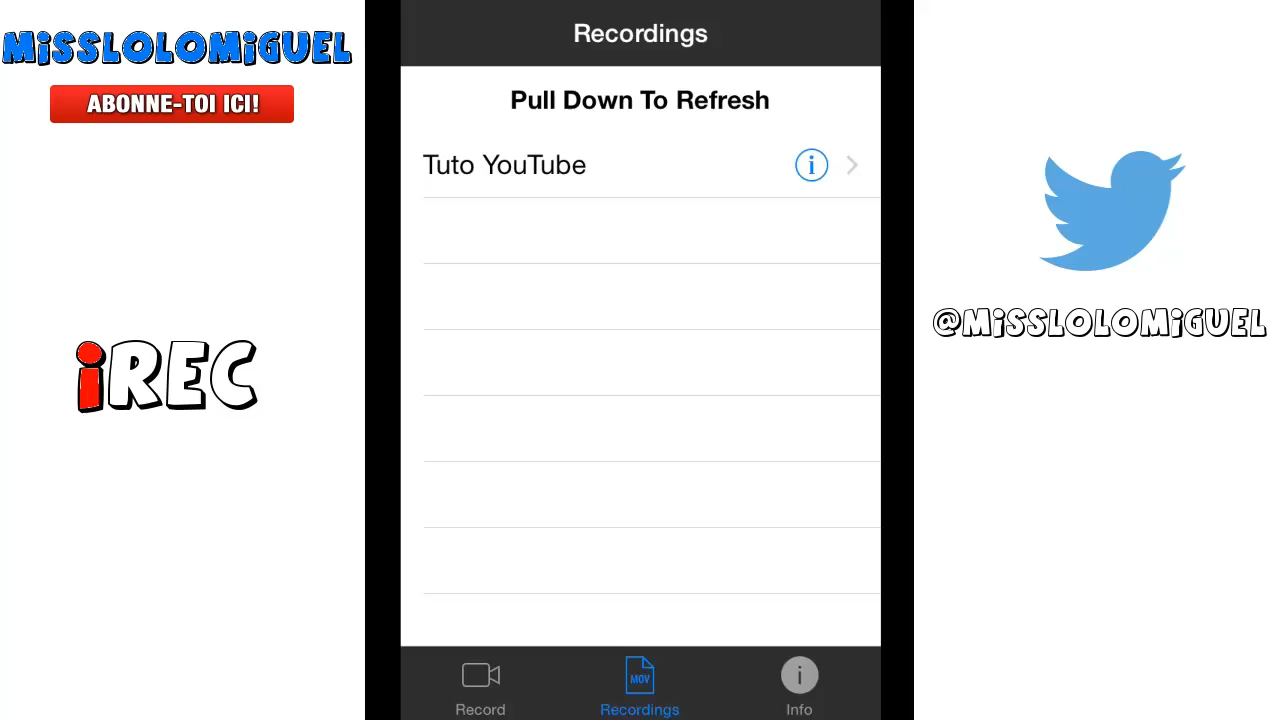 MiSSLOLOMiGUEL
ABONNE-TOI ICI!
iREC
Recordings
Pull Down To Refresh
Tuto YouTube
i
MOV
i
Record
Recordings
Info
@MiSSLOLOMiGUEL